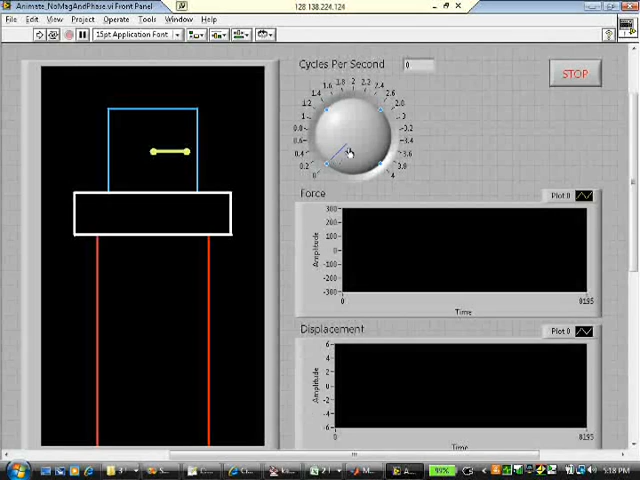 Animate_NoMagAndPhase.vi Front Panel
128 138.224.124
File Edit View Project Operate Tools Window Help
15pt Application Font
Cycles Per Second 0
STOP
0 0.2 0.4 0.6 0.8 1 1.2 1.4 1.6 1.8 2 2.2 2.4 2.6 2.8 3 3.2 3.4 3.6 3.8 4
Force
Plot 0
Amplitude
300
200
100
0
-100
-200
-300
0 8195
Time
Displacement
Plot 0
Amplitude
6
4
2
0
-2
-4
-6
0 8195
Time
99%
5:18 PM